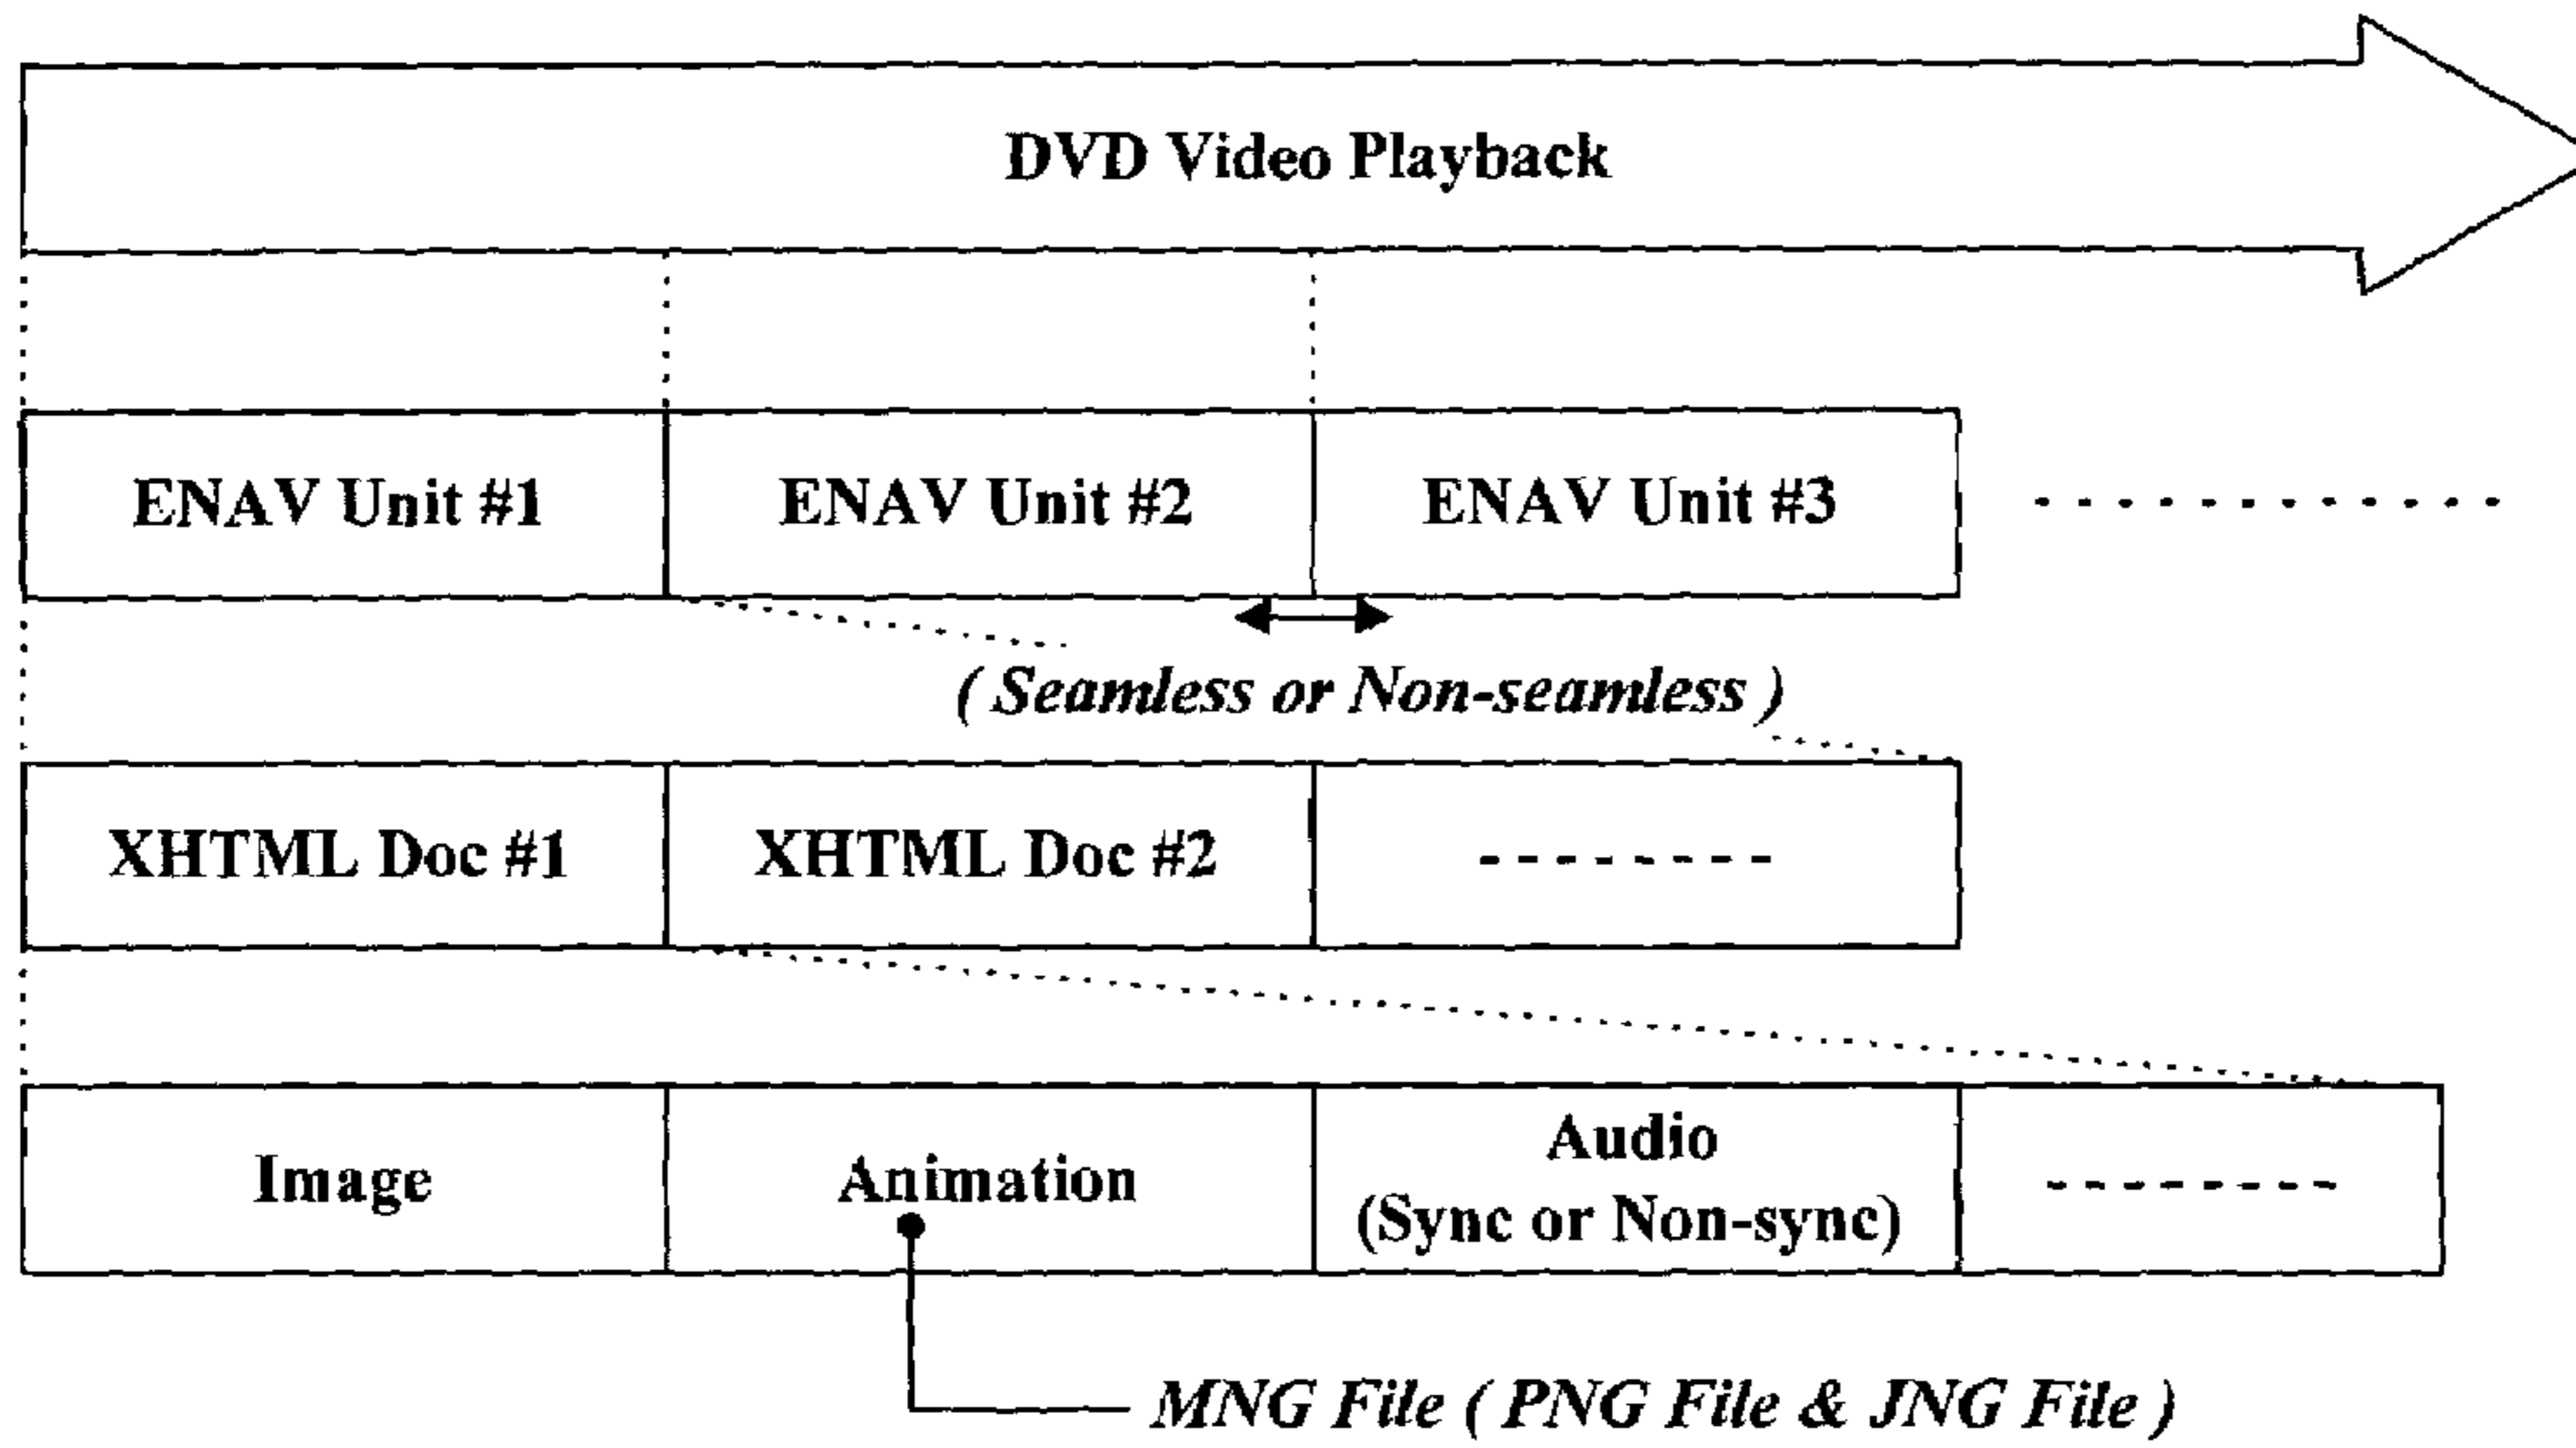 DVD Video Playback
ENAV Unit #1
ENAV Unit #2
ENAV Unit #3
( Seamless or Non-seamless )
XHTML Doc #1
XHTML Doc #2
Image
Animation
Audio
(Sync or Non-sync)
MNG File ( PNG File & JNG File )